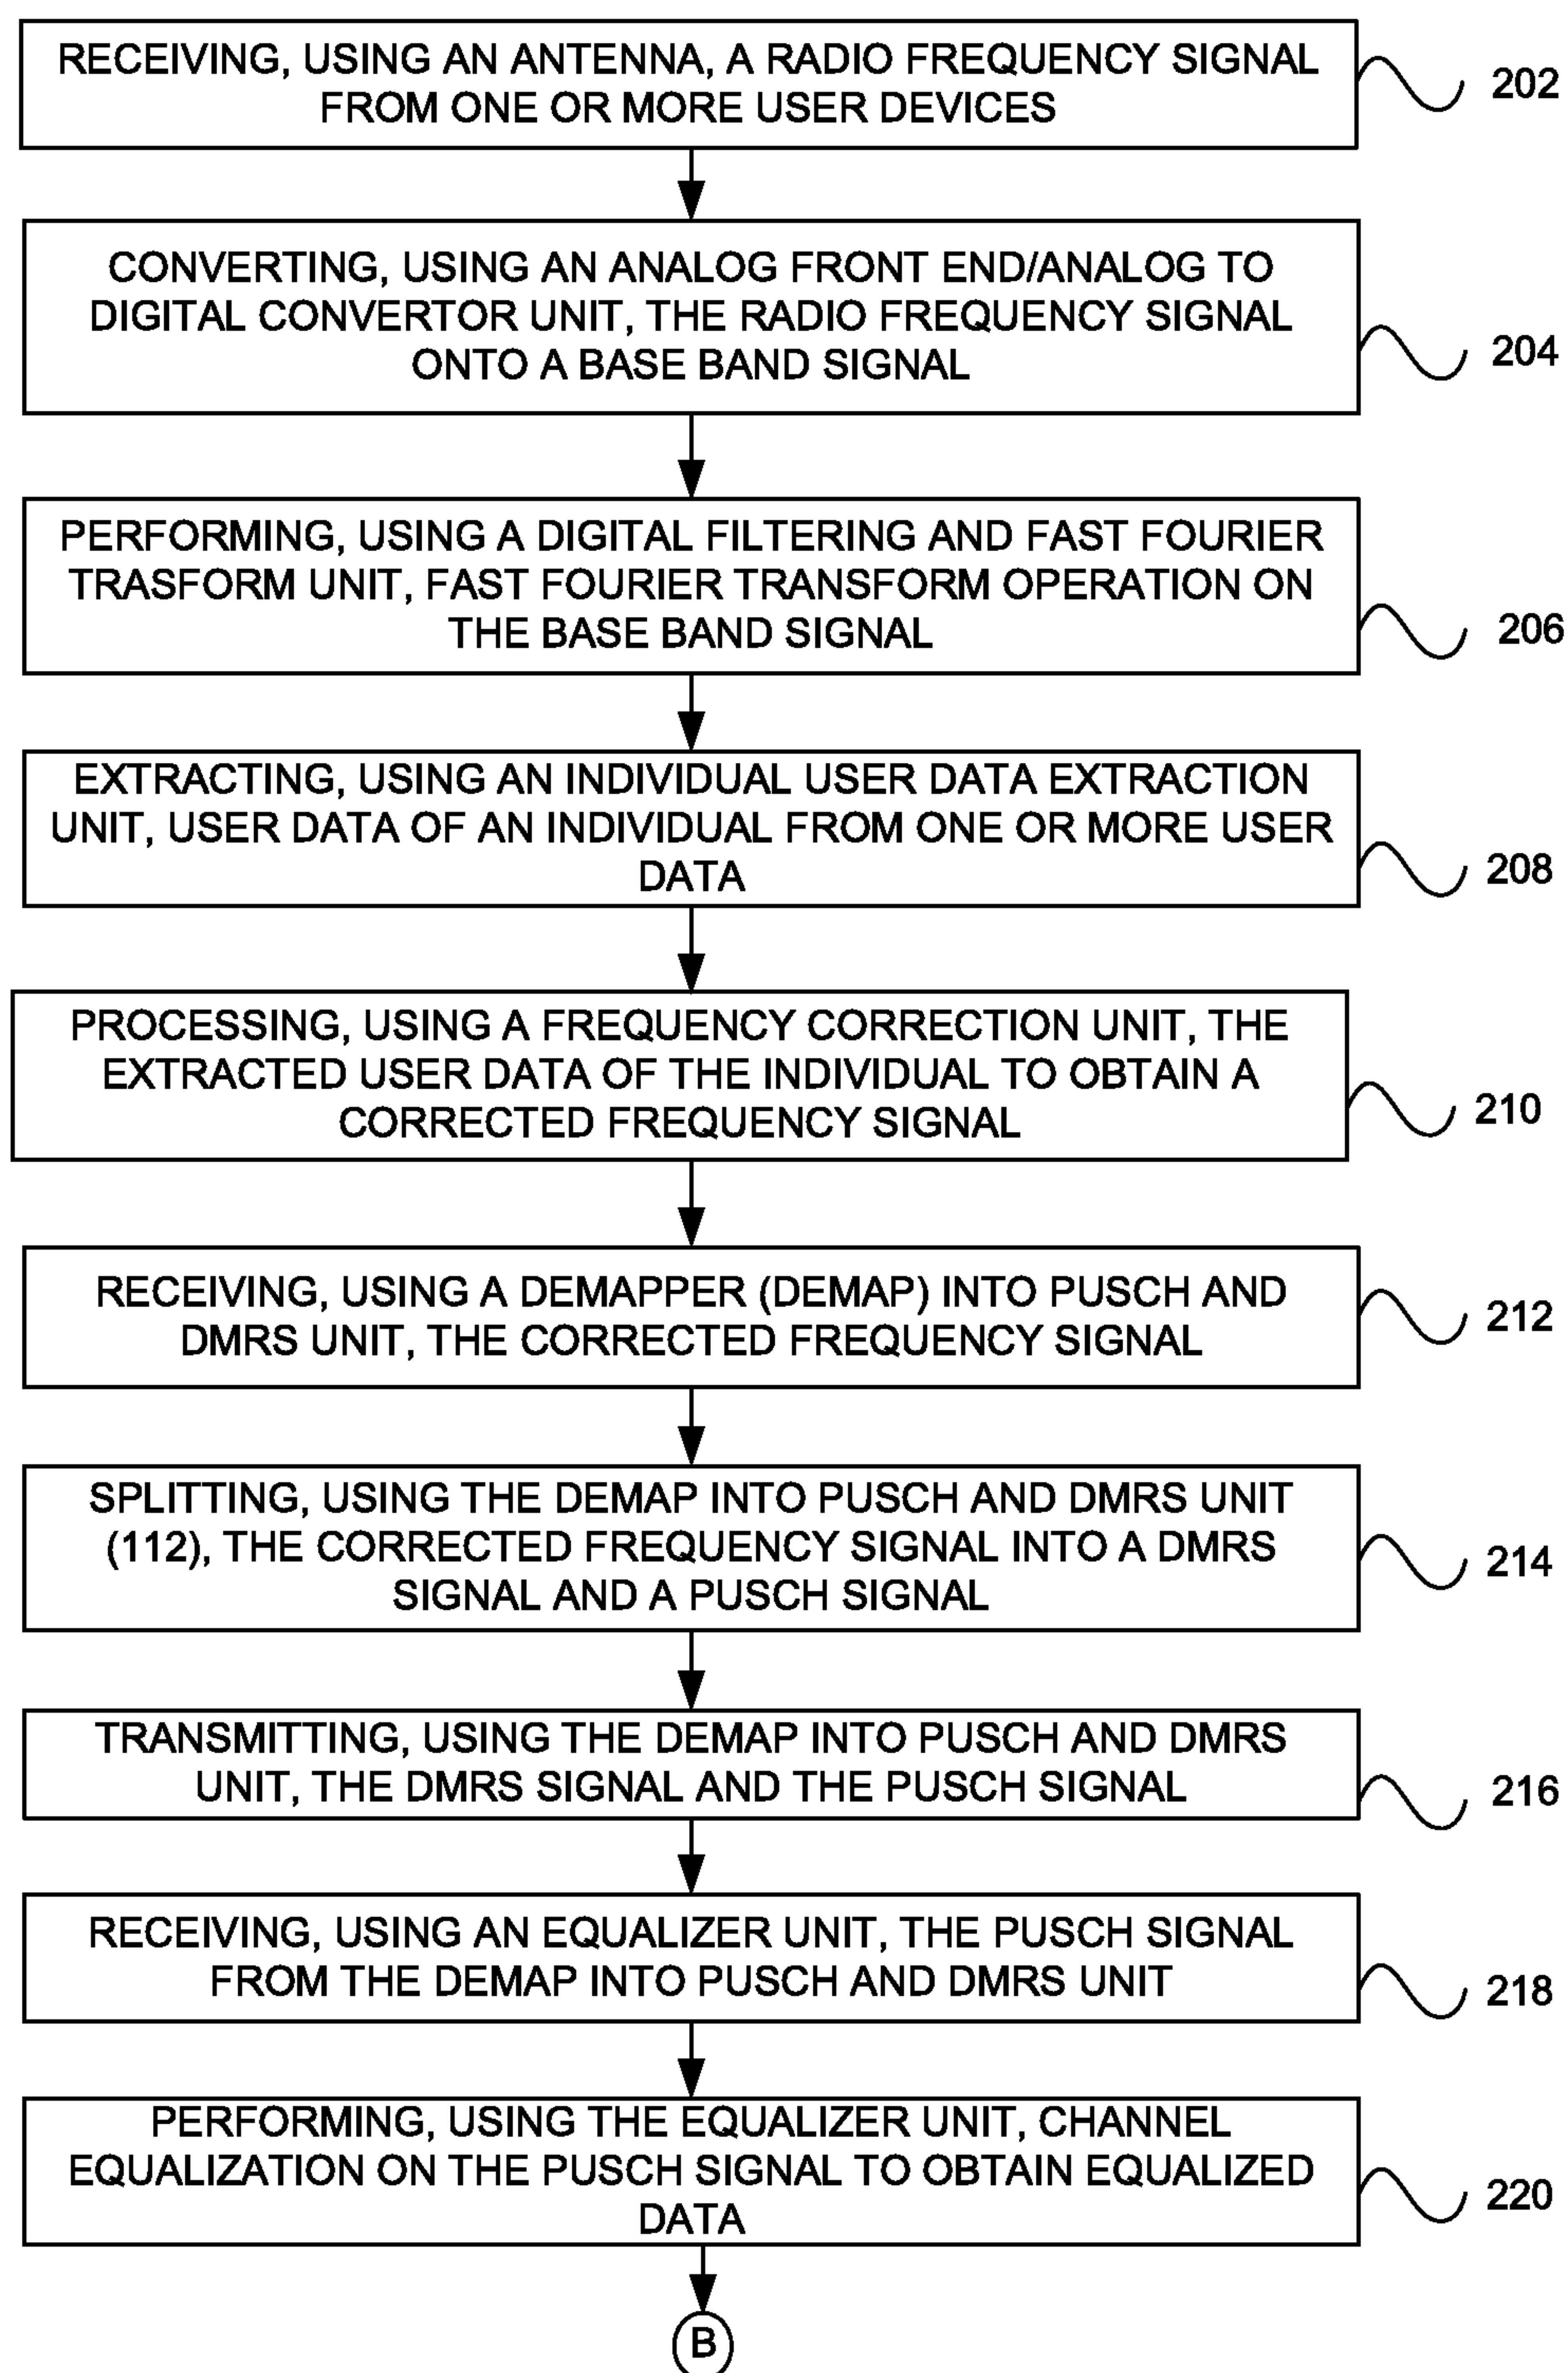 RECEIVING, USING AN ANTENNA, A RADIO FREQUENCY SIGNAL
FROM ONE OR MORE USER DEVICES
202
CONVERTING, USING AN ANALOG FRONT END/ANALOG TO
DIGITAL CONVERTOR UNIT, THE RADIO FREQUENCY SIGNAL
ONTO A BASE BAND SIGNAL
204
PERFORMING, USING A DIGITAL FILTERING AND FAST FOURIER
TRASFORM UNIT, FAST FOURIER TRANSFORM OPERATION ON
THE BASE BAND SIGNAL
206
EXTRACTING, USING AN INDIVIDUAL USER DATA EXTRACTION
UNIT, USER DATA OF AN INDIVIDUAL FROM ONE OR MORE USER
DATA
208
PROCESSING, USING A FREQUENCY CORRECTION UNIT, THE
EXTRACTED USER DATA OF THE INDIVIDUAL TO OBTAIN A
CORRECTED FREQUENCY SIGNAL
210
RECEIVING, USING A DEMAPPER (DEMAP) INTO PUSCH AND
DMRS UNIT, THE CORRECTED FREQUENCY SIGNAL
212
SPLITTING, USING THE DEMAP INTO PUSCH AND DMRS UNIT
(112), THE CORRECTED FREQUENCY SIGNAL INTO A DMRS
SIGNAL AND A PUSCH SIGNAL
214
TRANSMITTING, USING THE DEMAP INTO PUSCH AND DMRS
UNIT, THE DMRS SIGNAL AND THE PUSCH SIGNAL
216
RECEIVING, USING AN EQUALIZER UNIT, THE PUSCH SIGNAL
FROM THE DEMAP INTO PUSCH AND DMRS UNIT
218
PERFORMING, USING THE EQUALIZER UNIT, CHANNEL
EQUALIZATION ON THE PUSCH SIGNAL TO OBTAIN EQUALIZED
DATA
220
B